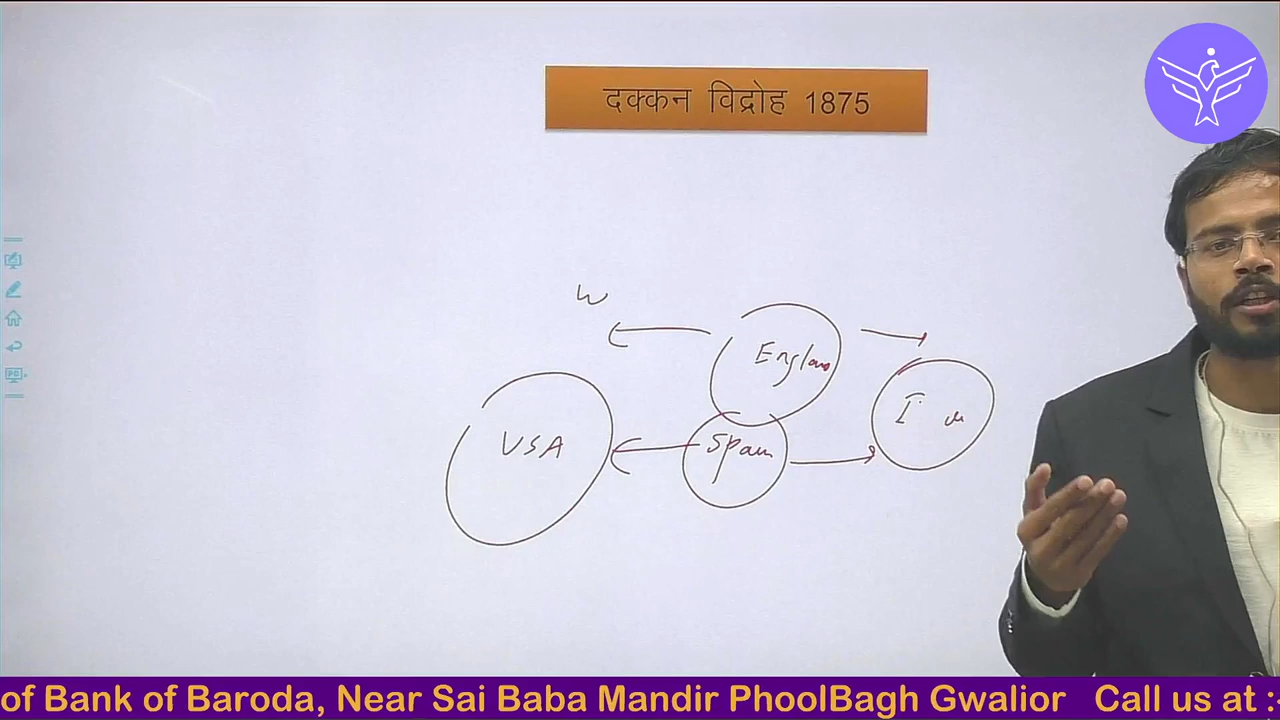 दक्कन विद्रोह 1875
W
England
USA
Spain
of Bank of Baroda, Near Sai Baba Mandir PhoolBagh Gwalior Call us at :